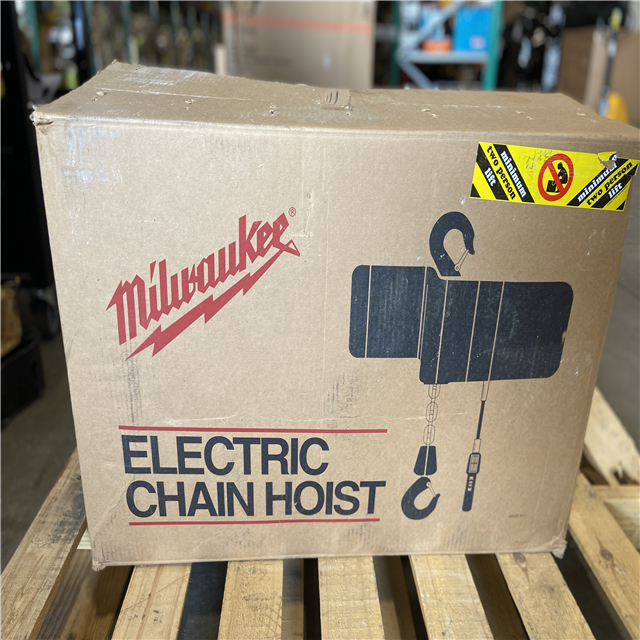 minimum
two person
lift
minimum
two person
lift
Milwaukee®
ELECTRIC
CHAIN HOIST